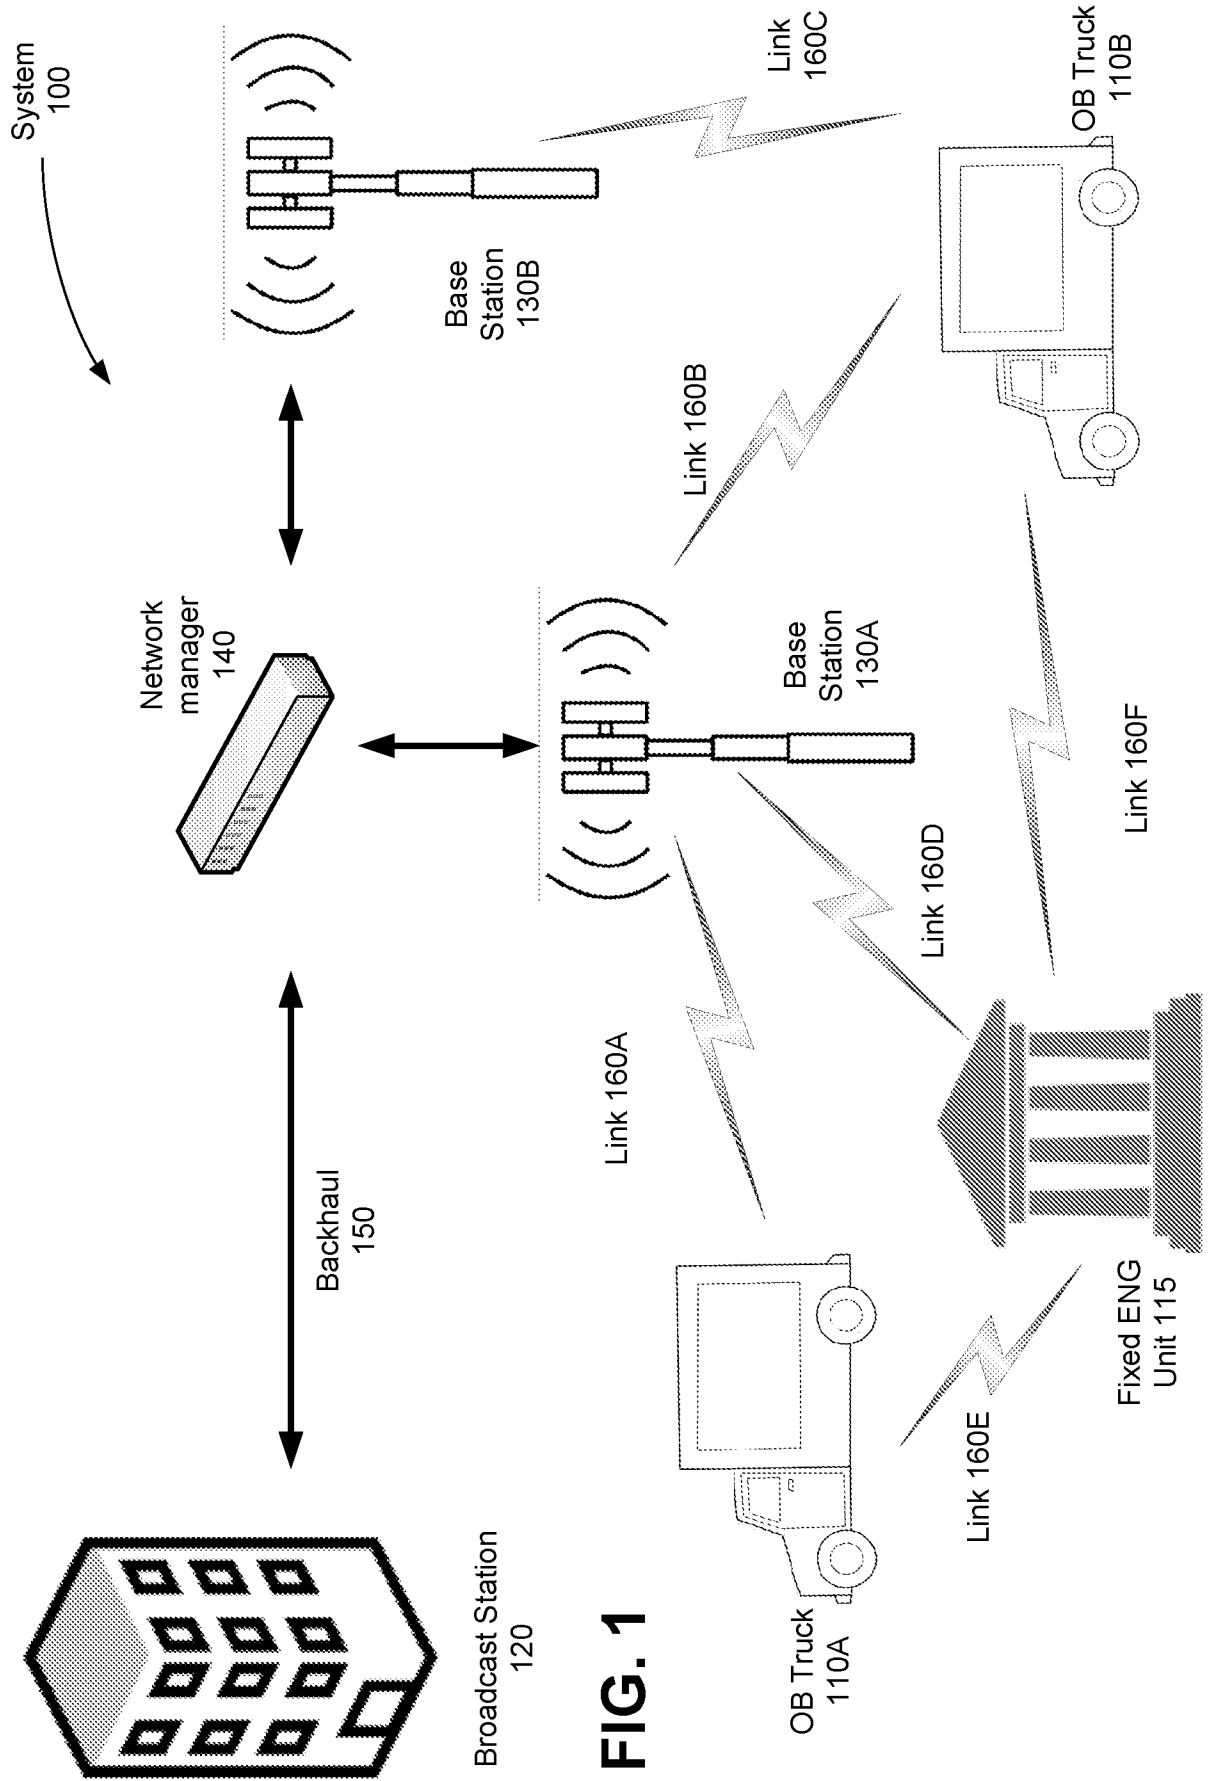 System
100
Network
manager
140
Backhaul
150
Base
Station
130B
Broadcast Station
120
Link 160A
FIG. 1
Link 160B
Link
160C
Base
Station
130A
OB Truck
110A
Link 160D
Link 160E
OB Truck
110B
Fixed ENG
Unit 115
Link 160F